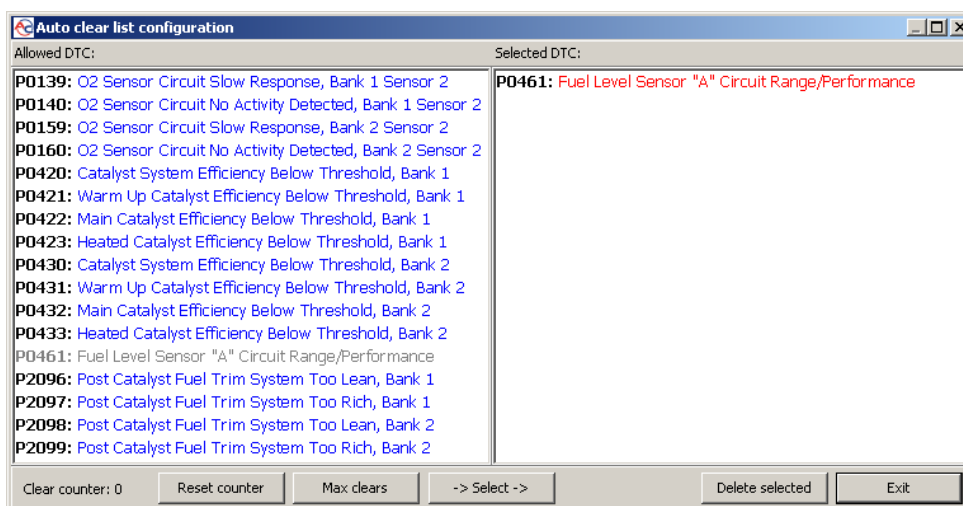 Auto clear list configuration
Allowed DTC:
Selected DTC:
P0139: O2 Sensor Circuit Slow Response, Bank 1 Sensor 2
P0140: O2 Sensor Circuit No Activity Detected, Bank 1 Sensor 2
P0159: O2 Sensor Circuit Slow Response, Bank 2 Sensor 2
P0160: O2 Sensor Circuit No Activity Detected, Bank 2 Sensor 2
P0420: Catalyst System Efficiency Below Threshold, Bank 1
P0421: Warm Up Catalyst Efficiency Below Threshold, Bank 1
P0422: Main Catalyst Efficiency Below Threshold, Bank 1
P0423: Heated Catalyst Efficiency Below Threshold, Bank 1
P0430: Catalyst System Efficiency Below Threshold, Bank 2
P0431: Warm Up Catalyst Efficiency Below Threshold, Bank 2
P0432: Main Catalyst Efficiency Below Threshold, Bank 2
P0433: Heated Catalyst Efficiency Below Threshold, Bank 2
P0461: Fuel Level Sensor "A" Circuit Range/Performance
P2096: Post Catalyst Fuel Trim System Too Lean, Bank 1
P2097: Post Catalyst Fuel Trim System Too Rich, Bank 1
P2098: Post Catalyst Fuel Trim System Too Lean, Bank 2
P2099: Post Catalyst Fuel Trim System Too Rich, Bank 2
P0461: Fuel Level Sensor "A" Circuit Range/Performance
Clear counter: 0
Reset counter
Max clears
-> Select ->
Delete selected
Exit